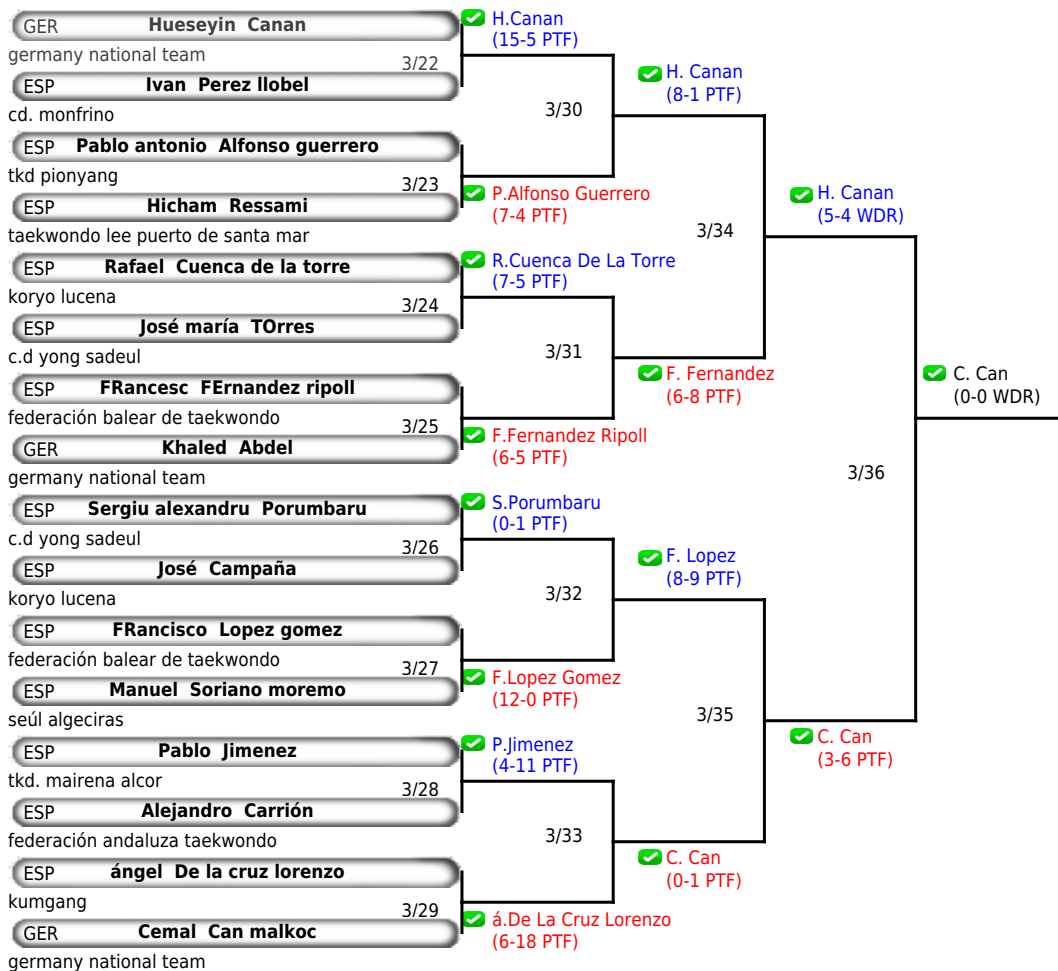 GER Hueseyin Canan
germany national team
3/22
ESP Ivan Perez llobel
cd. monfrino
ESP Pablo antonio Alfonso guerrero
tkd pionyang
3/23
ESP Hicham Ressami
taekwondo lee puerto de santa mar
ESP Rafael Cuenca de la torre
koryo lucena
3/24
ESP José maría TOrres
c.d yong sadeul
ESP FRancesc FErnandez ripoll
federación balear de taekwondo
3/25
GER Khaled Abdel
germany national team
ESP Sergiu alexandru Porumbaru
c.d yong sadeul
3/26
ESP José Campaña
koryo lucena
ESP FRancisco Lopez gomez
federación balear de taekwondo
3/27
ESP Manuel Soriano moremo
seúl algeciras
ESP Pablo Jimenez
tkd. mairena alcor
3/28
ESP Alejandro Carrión
federación andaluza taekwondo
ESP ángel De la cruz lorenzo
kumgang
3/29
GER Cemal Can malkoc
germany national team
H.Canan
(15-5 PTF)
3/30
P.Alfonso Guerrero
(7-4 PTF)
R.Cuenca De La Torre
(7-5 PTF)
3/31
F.Fernandez Ripoll
(6-5 PTF)
S.Porumbaru
(0-1 PTF)
3/32
F.Lopez Gomez
(12-0 PTF)
P.Jimenez
(4-11 PTF)
3/33
á.De La Cruz Lorenzo
(6-18 PTF)
H. Canan
(8-1 PTF)
3/34
F. Fernandez
(6-8 PTF)
F. Lopez
(8-9 PTF)
3/35
C. Can
(0-1 PTF)
H. Canan
(5-4 WDR)
3/36
C. Can
(3-6 PTF)
C. Can
(0-0 WDR)